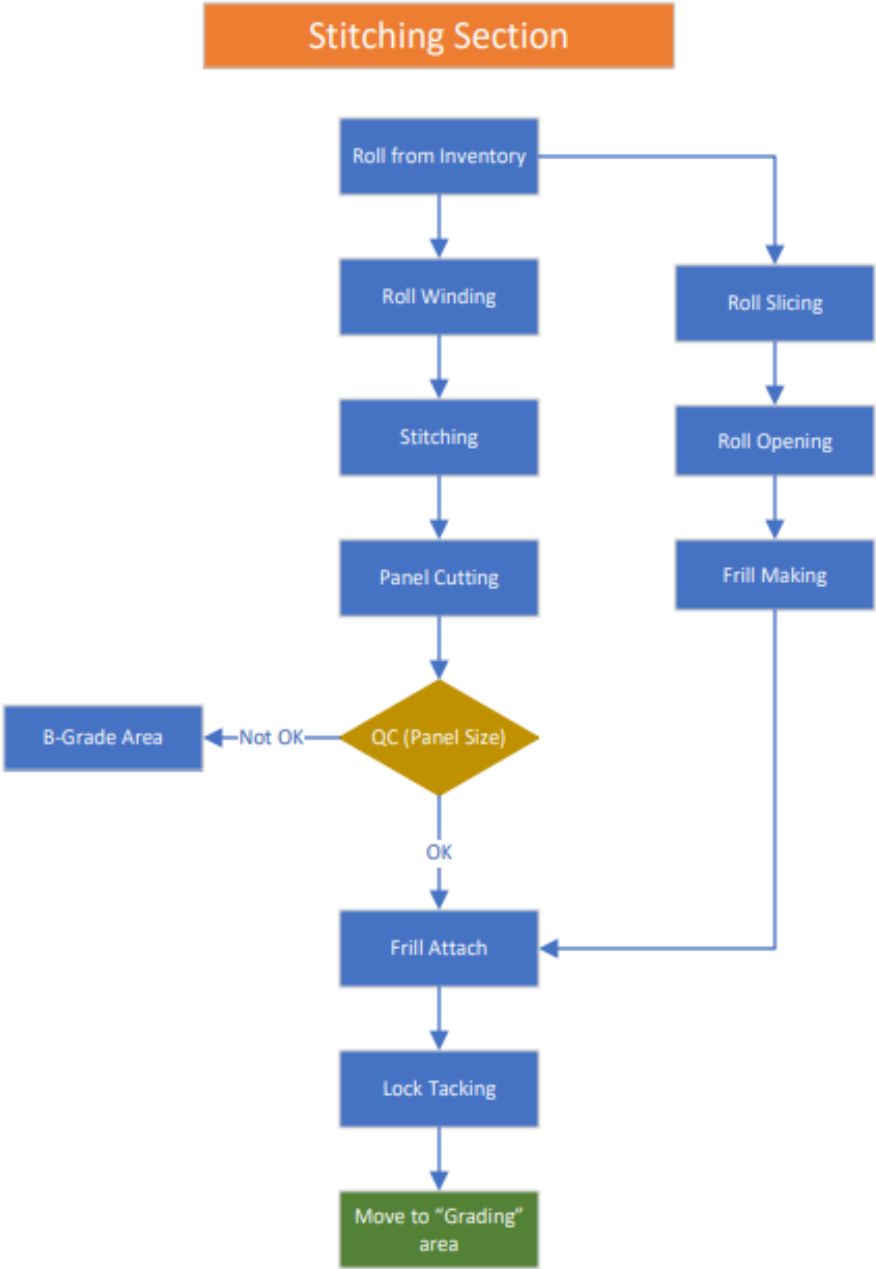 Stitching Section
Roll from Inventory
Roll Winding
Roll Slicing
Stitching
Roll Opening
Panel Cutting
Frill Making
B-Grade Area
Not OK
QC (Panel Size)
OK
Frill Attach
Lock Tacking
Move to “Grading”
area